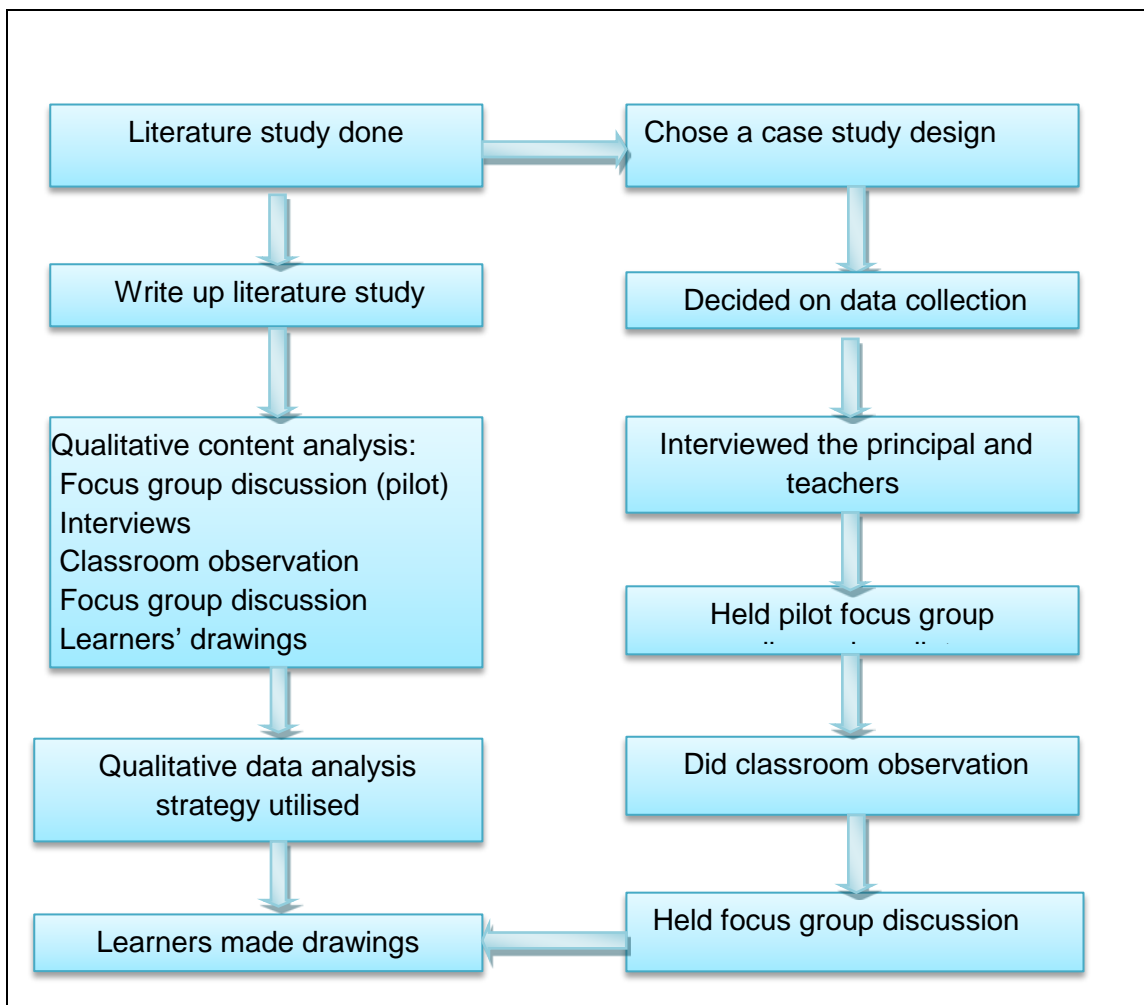 Literature study done
Chose a case study design
Write up literature study
Decided on data collection
Qualitative content analysis:
Focus group discussion (pilot)
Interviews
Classroom observation
Focus group discussion
Learners’ drawings
Interviewed the principal and
teachers
Held pilot focus group
Qualitative data analysis
strategy utilised
Did classroom observation
Learners made drawings
Held focus group discussion